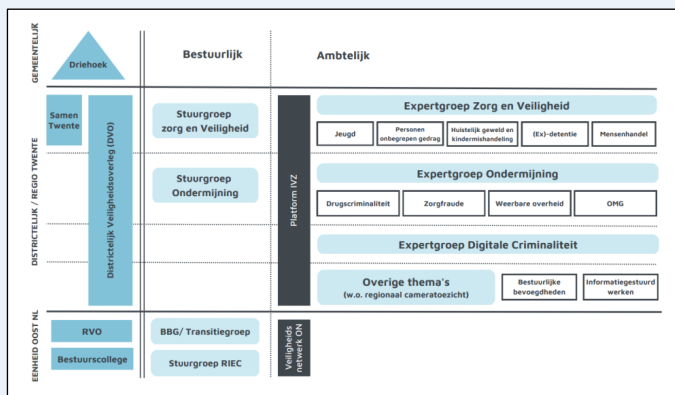 GEMEENTELIJK
Driehoek
Bestuurlijk
Ambtelijk
DISTRICTELIJK / REGIO TWENTE
Samen
Twente
Districtelijk Veiligheidsoverleg (DVO)
Stuurgroep
zorg en Veiligheid
Stuurgroep
Ondermijning
Platform IVZ
Expertgroep Zorg en Veiligheid
Jeugd
Personen
onbegrepen gedrag
Huistelijk geweld en
kindermishandeling
(Ex)-detentie
Mensenhandel
Expertgroep Ondermijning
Drugscriminaliteit
Zorgfraude
Weerbare overheid
OMG
Expertgroep Digitale Criminaliteit
Overige thema's
(w.o. regionaal cameratoezicht)
Bestuurlijke
bevoegdheden
Informatiegestuurd
werken
EENHEID OOST NL
RVO
Bestuurscollege
BBG/ Transitiegroep
Stuurgroep RIEC
Veiligheids
netwerk ON